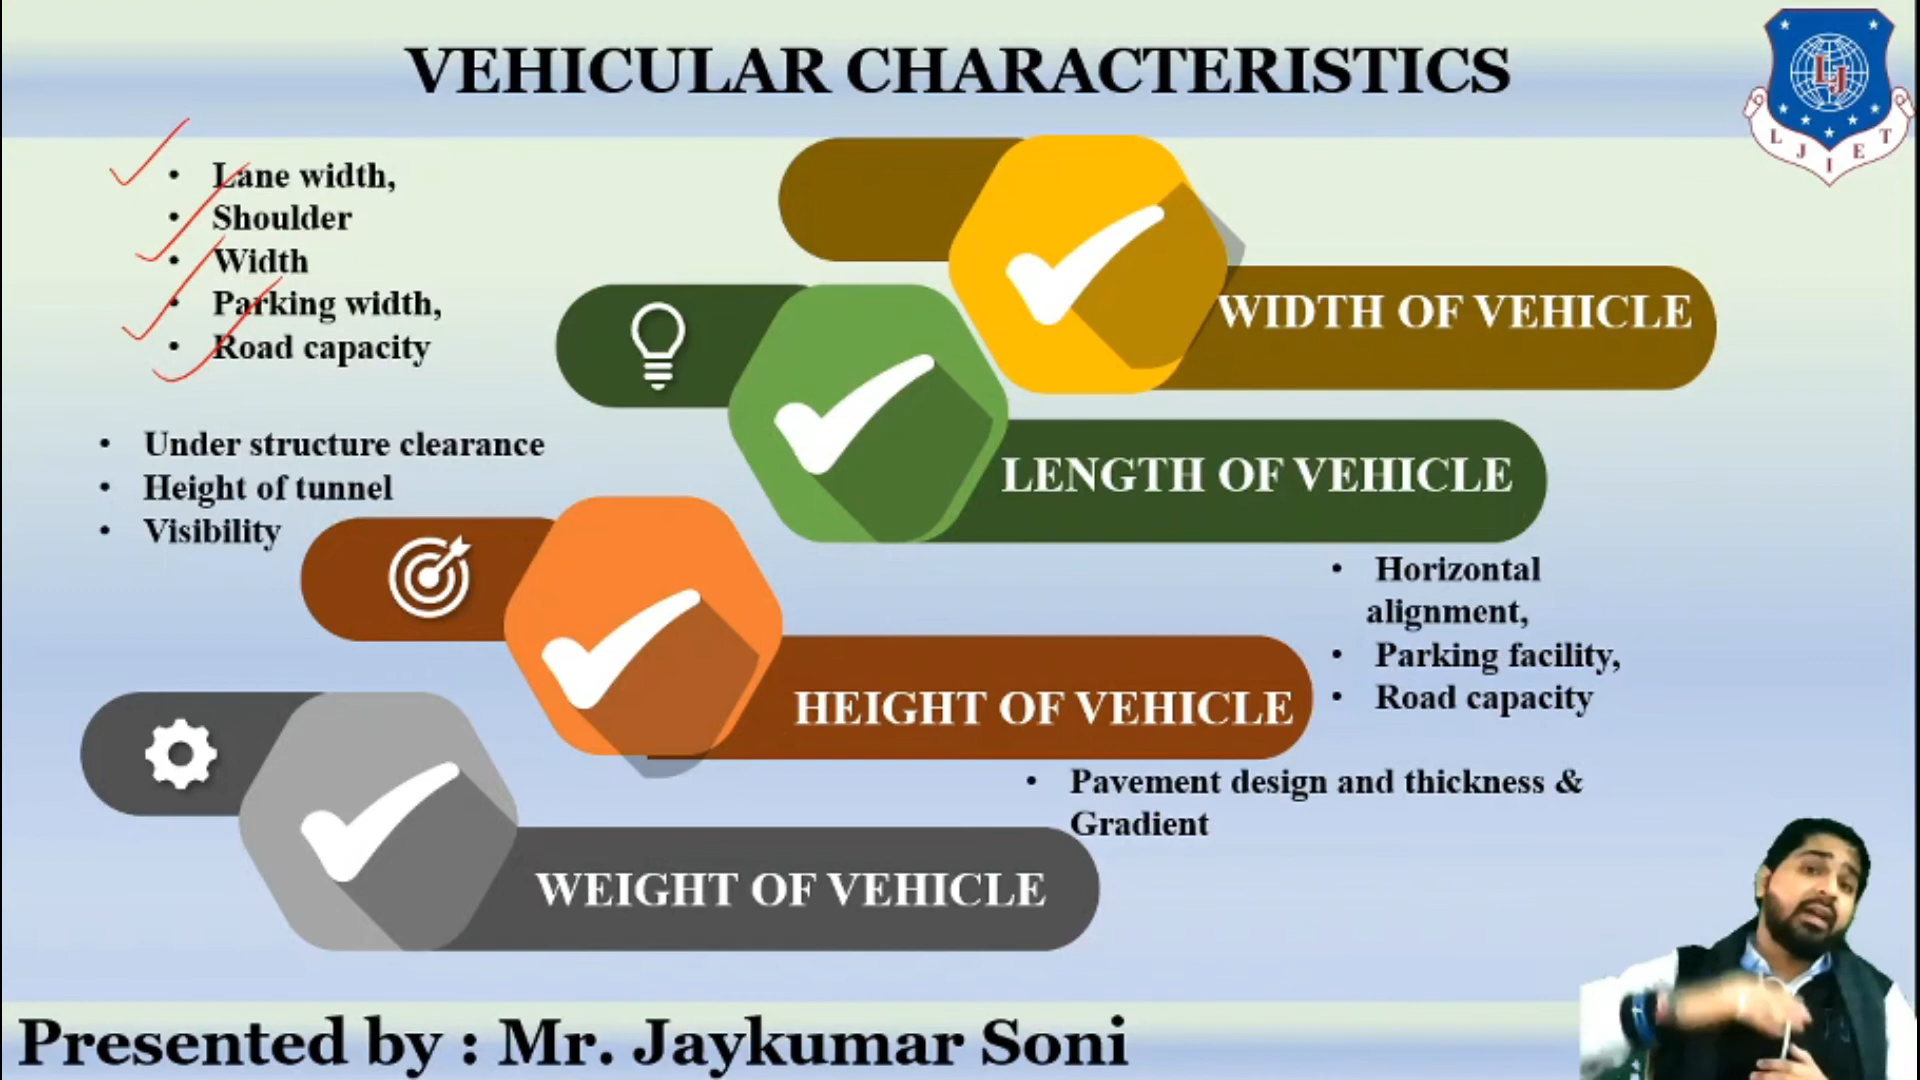 VEHICULAR CHARACTERISTICS
LJ
L J I E T
• Lane width,
• Shoulder
• Width
• Parking width,
• Road capacity
WIDTH OF VEHICLE
• Under structure clearance
• Height of tunnel
• Visibility
LENGTH OF VEHICLE
• Horizontal
alignment,
• Parking facility,
• Road capacity
HEIGHT OF VEHICLE
• Pavement design and thickness &
Gradient
WEIGHT OF VEHICLE
Presented by : Mr. Jaykumar Soni